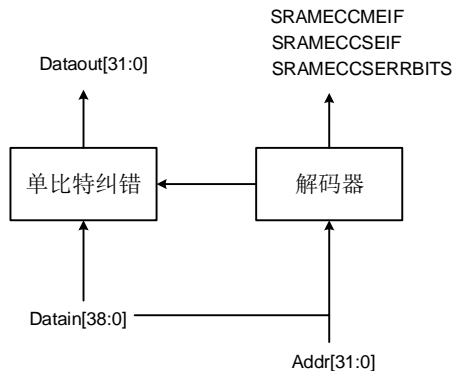 SRAMECCMEIF
SRAMECCSEIF
SRAMECCSERRBITS
Dataout[31:0]
单比特纠错
解码器
Datain[38:0]
Addr[31:0]